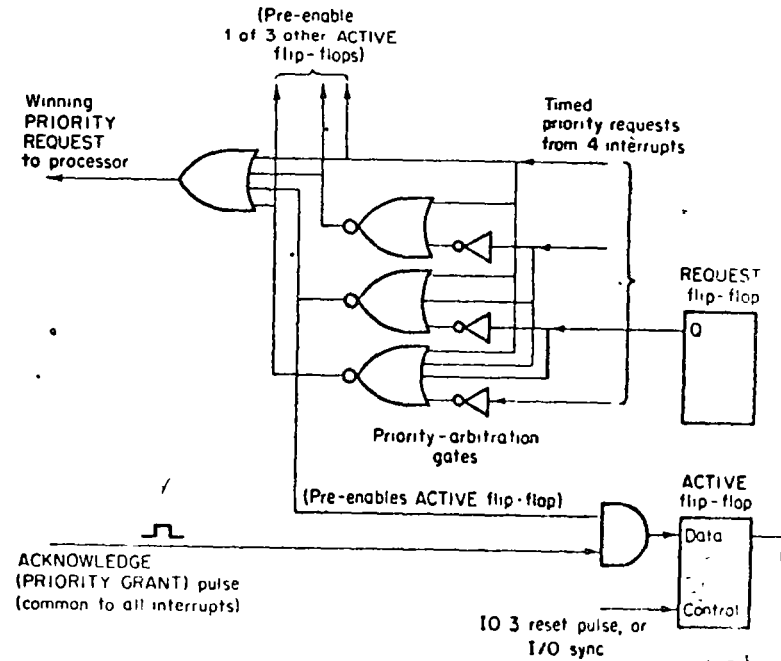 (Pre-enable
1 of 3 other ACTIVE
flip-flops)
Winning
PRIORITY
REQUEST
to processor
Timed
priority requests
from 4 interrupts
REQUEST
flip-flop
Q
Priority-arbitration
gates
(Pre-enables ACTIVE flip-flop)
ACTIVE
flip-flop
Data
Control
ACKNOWLEDGE
(PRIORITY GRANT) pulse
(common to all interrupts)
IO 3 reset pulse, or
I/O sync